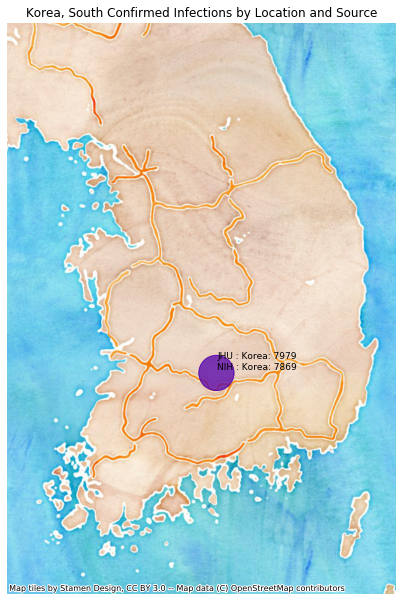 Korea, South Confirmed Infections by Location and Source
JHU : Korea: 7979
NIH : Korea: 7869
Map tiles by Stamen Design, CC BY 3.0 -- Map data (C) OpenStreetMap contributors